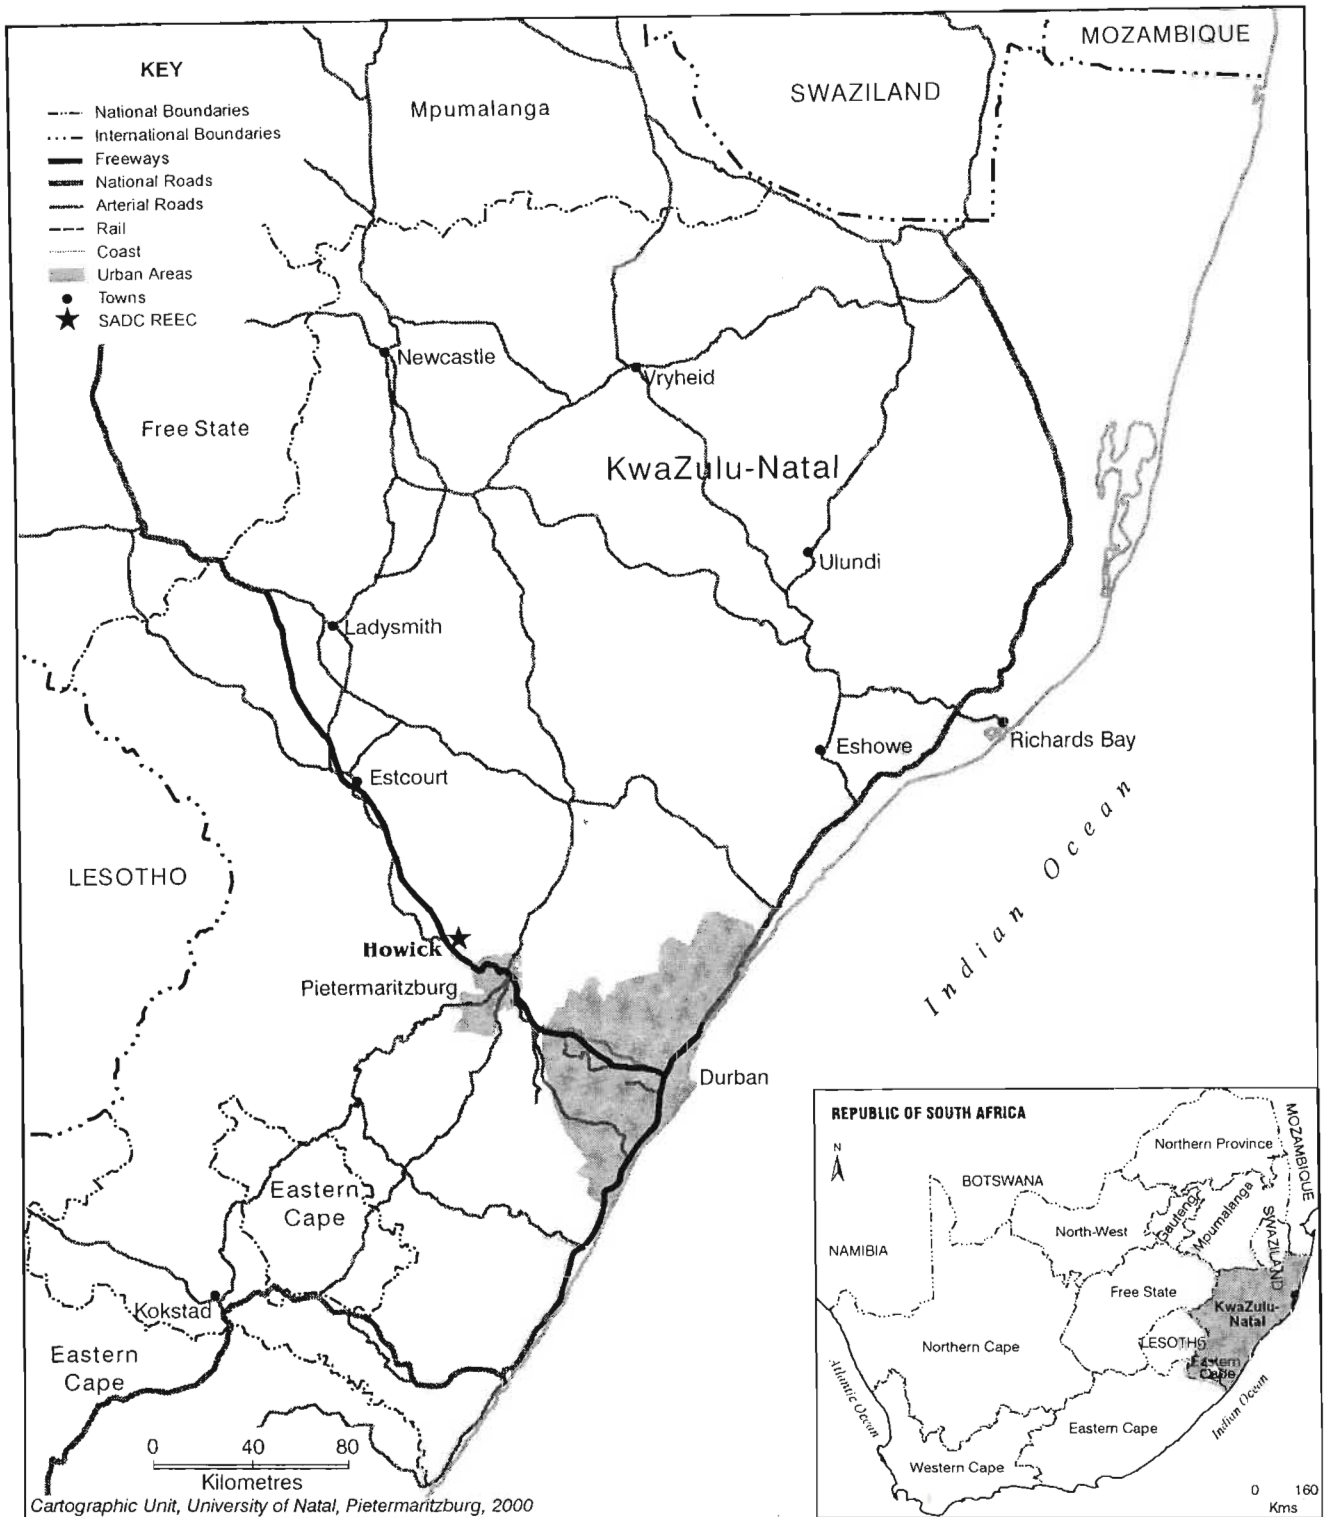 KEY
National Boundaries
International Boundaries
Freeways
National Roads
Arterial Roads
Rail
Coast
Urban Areas
Towns
SADC REEC
MOZAMBIQUE
SWAZILAND
Mpumalanga
Newcastle
Vryheid
Free State
KwaZulu-Natal
Ulundi
Ladysmith
Richards Bay
Eshowe
Estcourt
LESOTHO
Indian Ocean
Howick
Pietermaritzburg
Durban
Eastern
Cape
Kokstad
Eastern
Cape
0 40 80
Kilometres
Cartographic Unit, University of Natal, Pietermaritzburg, 2000
REPUBLIC OF SOUTH AFRICA
N
MOZAMBIQUE
Northern Province
BOTSWANA
Gauteng
Mpumalanga
SWAZILAND
North-West
NAMIBIA
Free State
KwaZulu-
Natal
Northern Cape
LESOTHO
Eastern
Cape
Atlantic Ocean
Indian Ocean
Eastern Cape
Western Cape
0 160
Kms